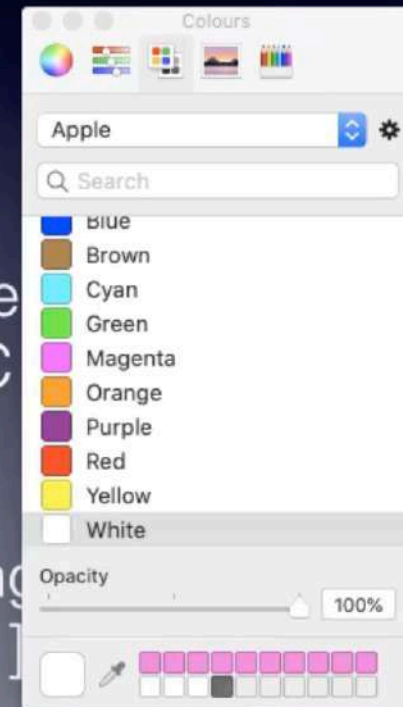 Colours
Apple
Search
Blue
Brown
Cyan
Green
Magenta
Orange
Purple
Red
Yellow
White
Opacity
100%
e
]